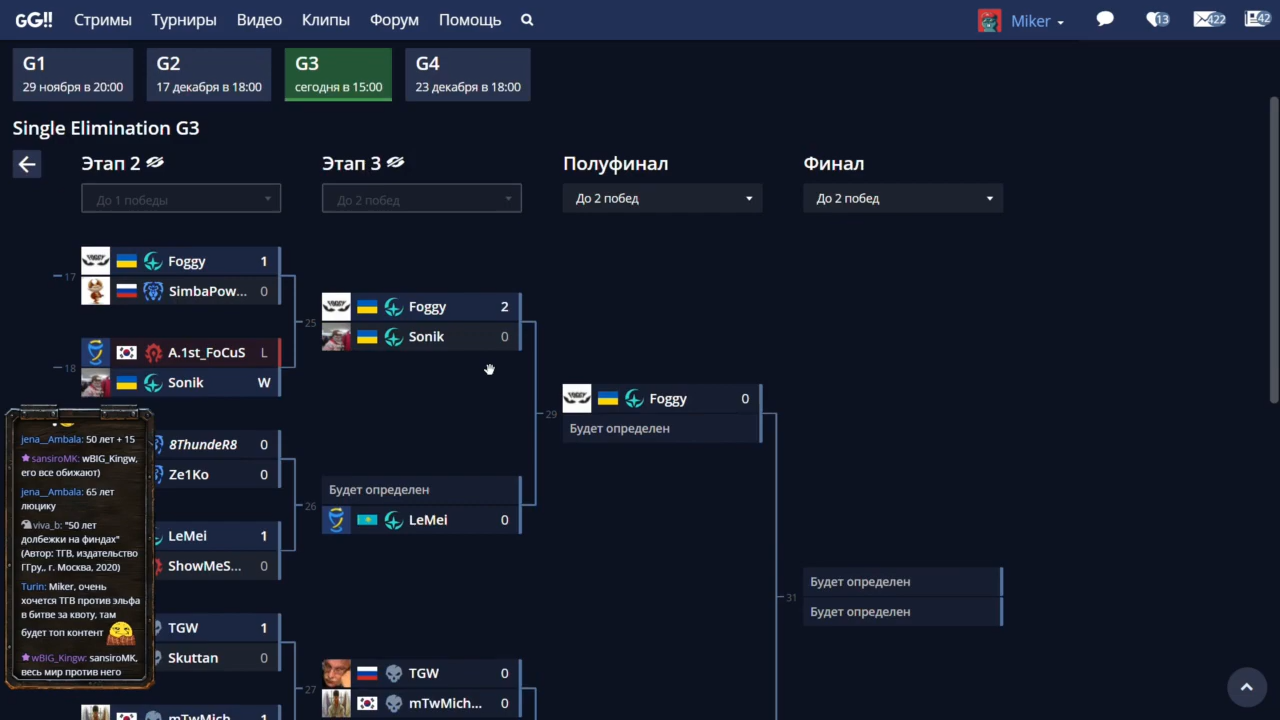 GG!!
Стримы
Турниры
Видео
Клипы
Форум
Помощь
Miker
13
422
42
G1
29 ноября в 20:00
G2
17 декабря в 18:00
G3
сегодня в 15:00
G4
23 декабря в 18:00
Single Elimination G3
Этап 2
Этап 3
Полуфинал
Финал
До 1 победы
До 2 побед
До 2 побед
До 2 побед
17
Foggy 1
SimbaPow... 0
18
A.1st_FoCuS L
Sonik W
8ThundeR8 0
Ze1Ko 0
LeMei 1
ShowMeS... 0
TGW 1
Skuttan 0
mTwMich... 1
25
Foggy 2
Sonik 0
26
Будет определен
LeMei 0
27
TGW 0
mTwMich... 0
29
Foggy 0
Будет определен
31
Будет определен
Будет определен
jena__Ambala: 50 лет + 15
sansiroMK: wBIG_Kingw,
его все обижают)
jena__Ambala: 65 лет
люцику
viva_b: "50 лет
долбежки на финдах"
(Автор: ТГВ, издательство
ГГру,, г. Москва, 2020)
Turin: Miker, очень
хочется ТГВ против эльфа
в битве за квоту, там
будет топ контент
wBIG_Kingw: sansiroMK,
весь мир против него